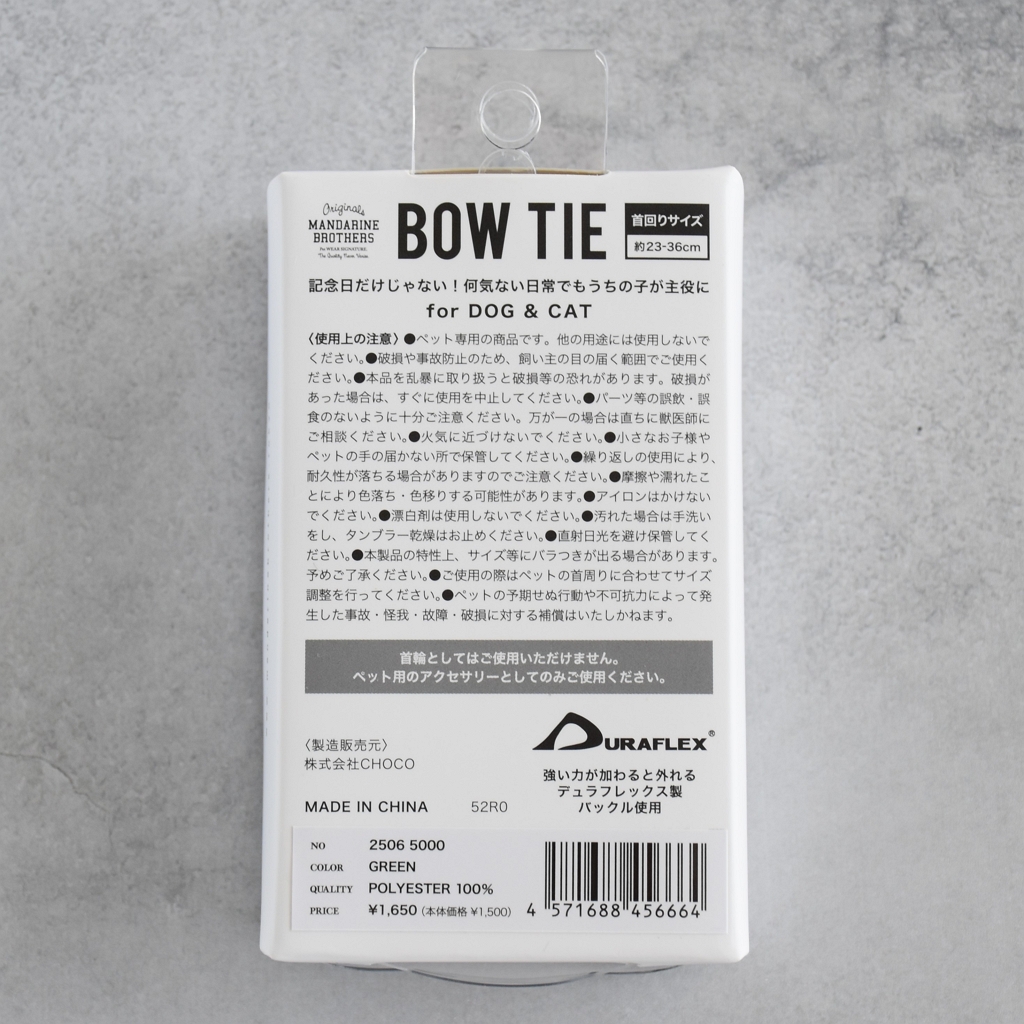 Originals
MANDARINE
BROTHERS
BOW TIE
首回りサイズ
約23-36cm
記念日だけじゃない！何気ない日常でもうちの子が主役に
for DOG & CAT
〈使用上の注意〉●ペット専用の商品です。他の用途には使用しないで
ください。●破損や事故防止のため、飼い主の目の届く範囲でご使用く
ださい。●本品を乱暴に取り扱うと破損等の恐れがあります。破損が
あった場合は、すぐに使用を中止してください。●パーツ等の誤飲・誤
食のないように十分ご注意ください。万が一の場合は直ちに獣医師に
ご相談ください。●火気に近づけないでください。●小さなお子様や
ペットの手の届かない所で保管してください。●繰り返しの使用により、
耐久性が落ちる場合がありますのでご注意ください。●摩擦や濡れたこ
とにより色落ち・色移りする可能性があります。●アイロンはかけない
でください。●漂白剤は使用しないでください。●汚れた場合は手洗い
をし、タンブラー乾燥はお止めください。●直射日光を避け保管してく
ださい。●本製品の特性上、サイズ等にバラつきが出る場合があります。
予めご了承ください。●ご使用の際はペットの首周りに合わせてサイズ
調整を行ってください。●ペットの予期せぬ行動や不可抗力によって発
生した事故・怪我・故障・破損に対する補償はいたしかねます。
首輪としてはご使用いただけません。
ペット用のアクセサリーとしてのみご使用ください。
〈製造販売元〉
株式会社CHOCO
MADE IN CHINA 52R0
DURAFLEX®
強い力が加わると外れる
デュラフレックス製
バックル使用
NO 2506 5000
COLOR GREEN
QUALITY POLYESTER 100%
PRICE ¥1,650（本体価格 ¥1,500）
4 571688 456664